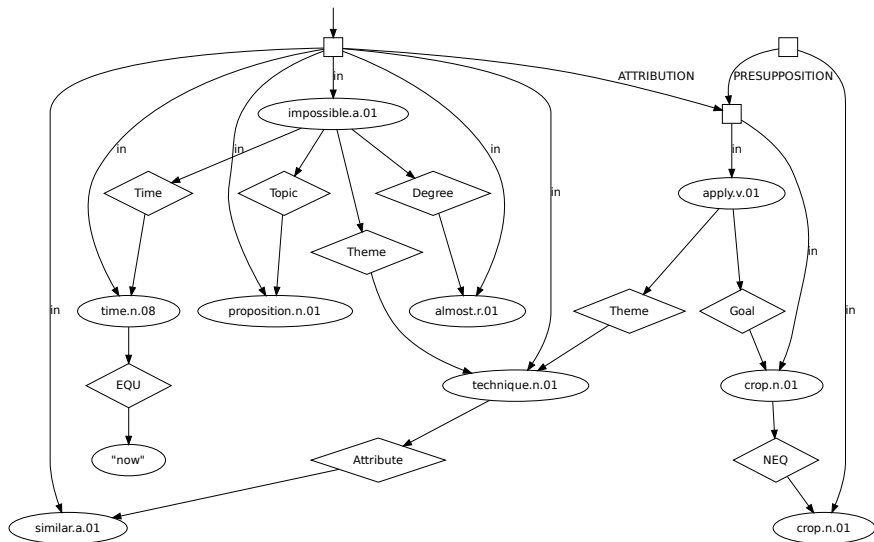 ATTRIBUTION
PRESUPPOSITION
in
impossible.a.01
in
in
in
in
Time
Topic
Degree
apply.v.01
in
Theme
in
in
in
time.n.08
proposition.n.01
almost.r.01
Theme
Goal
EQU
technique.n.01
crop.n.01
"now"
Attribute
NEQ
similar.a.01
crop.n.01